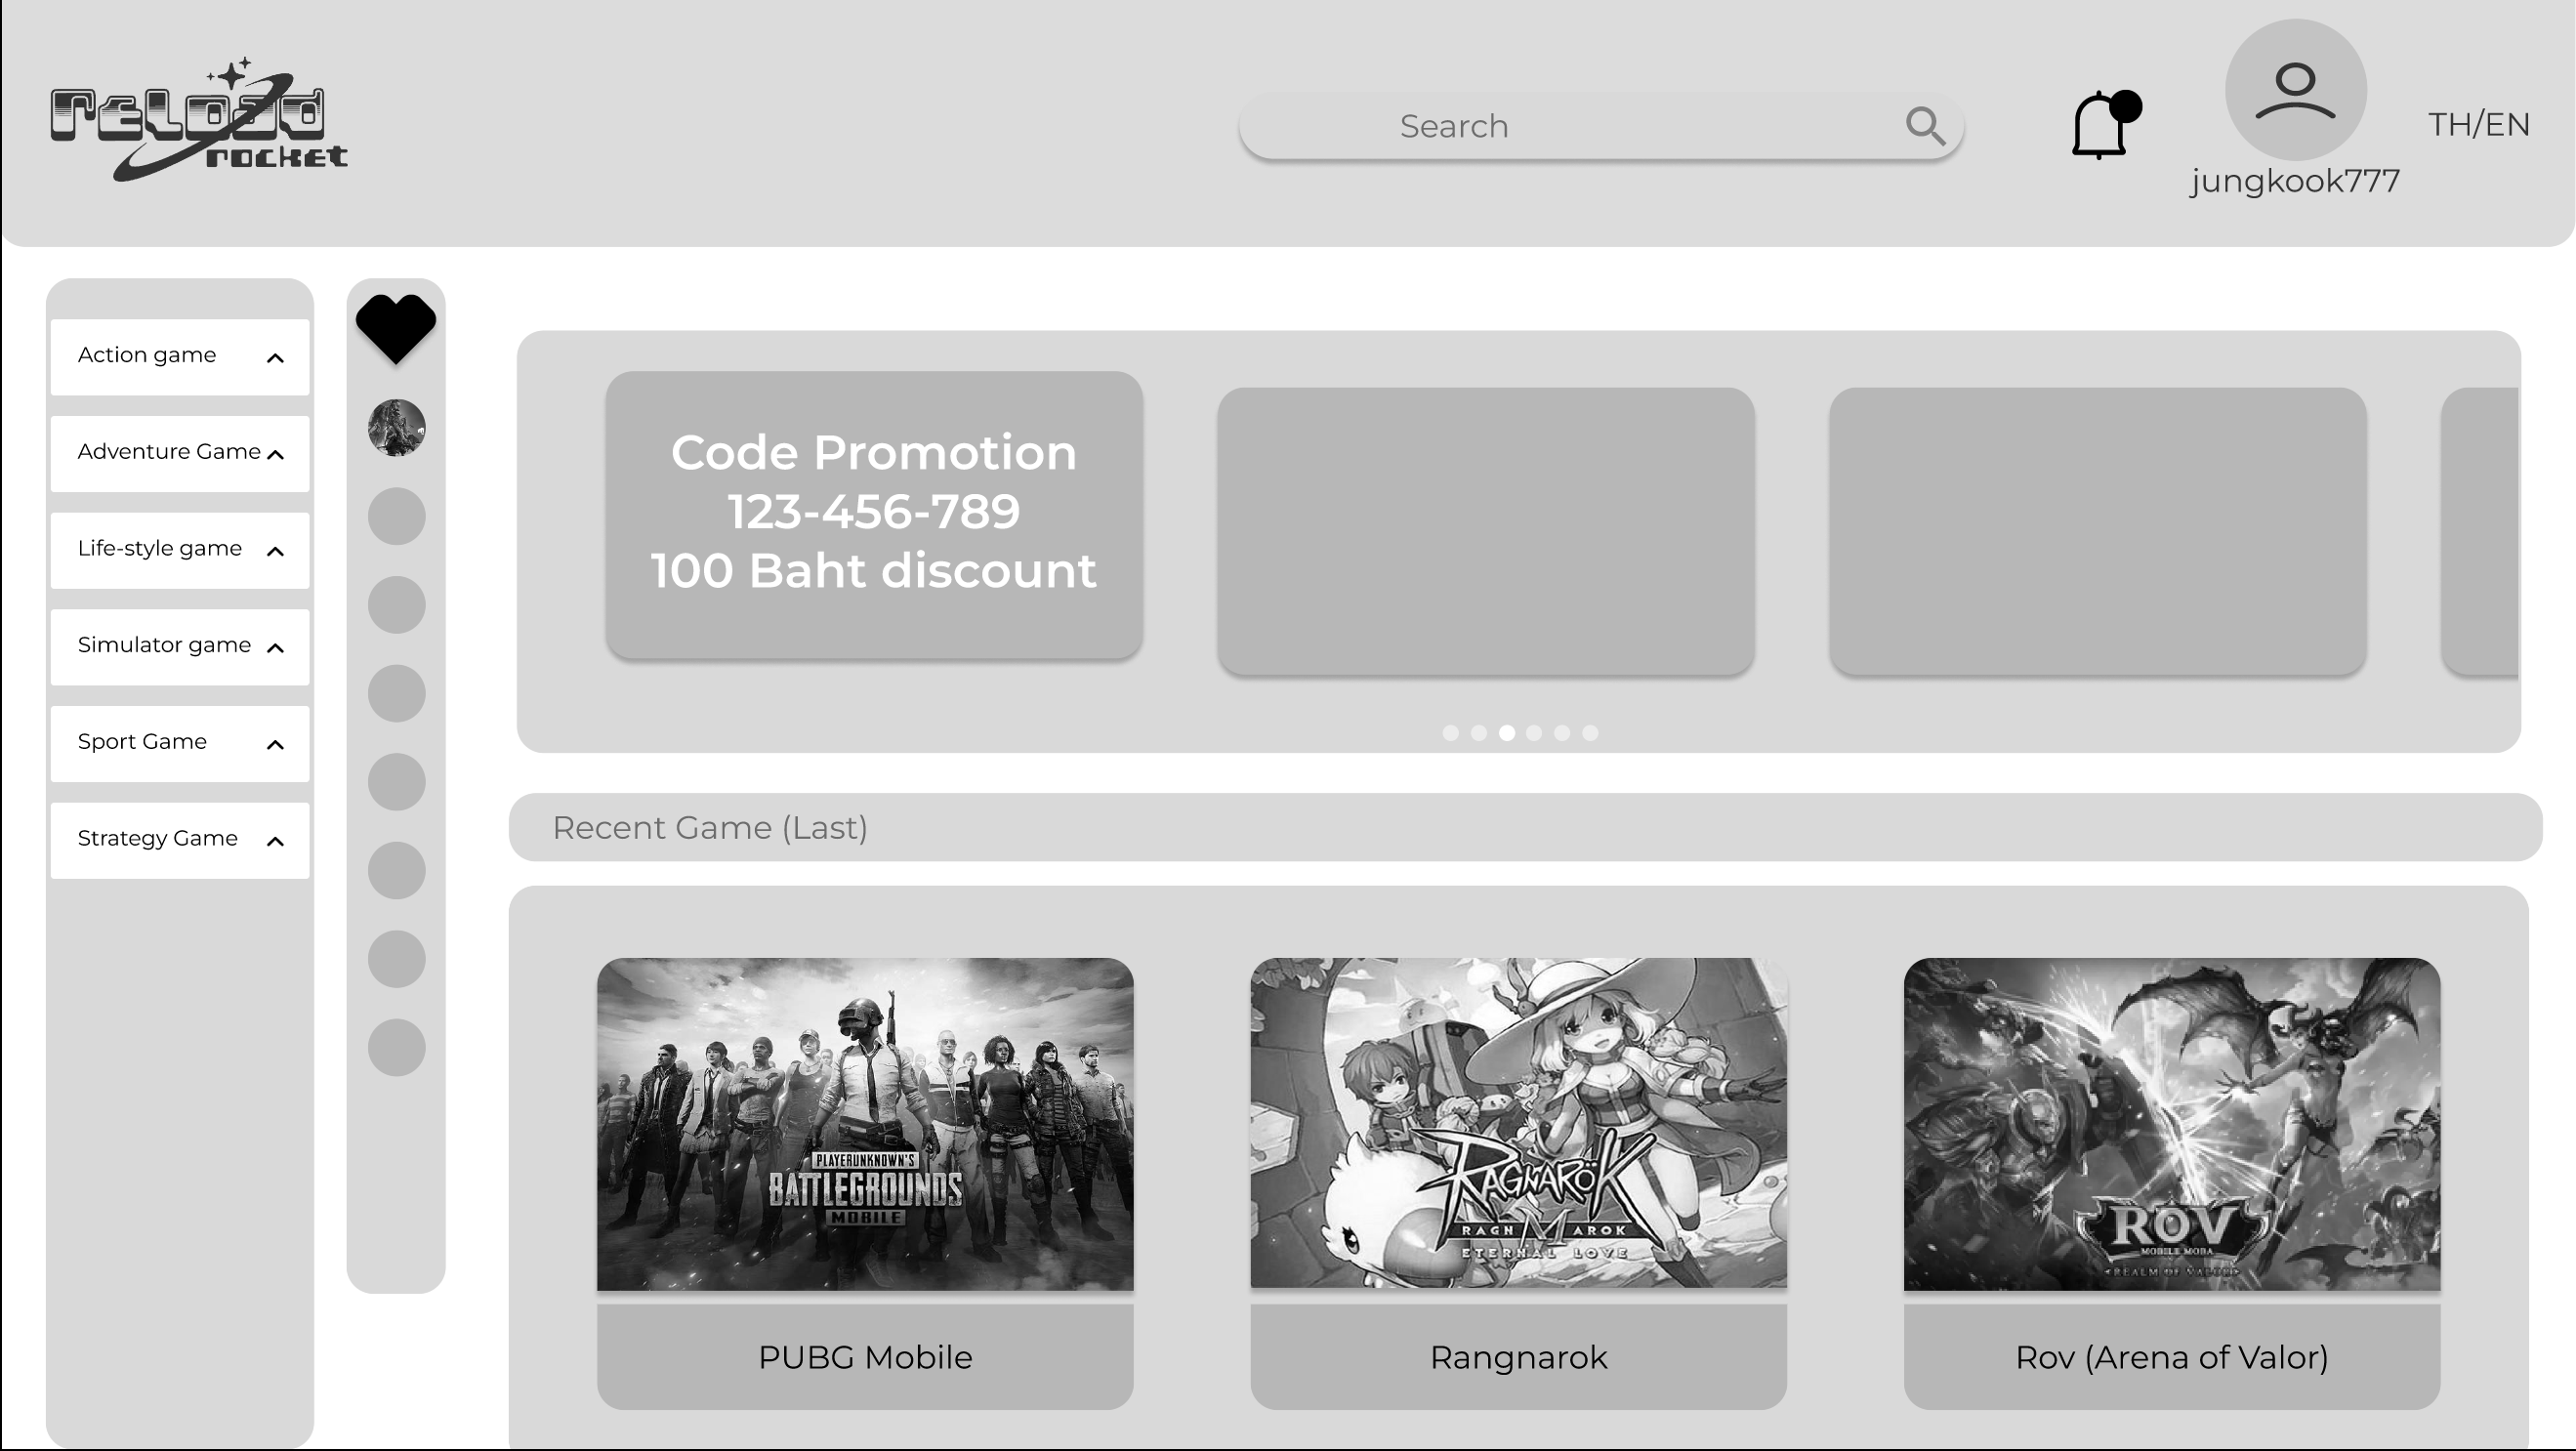 reload
rocket
Search
TH/EN
jungkook777
Action game
Adventure Game
Life-style game
Simulator game
Sport Game
Strategy Game
Code Promotion
123-456-789
100 Baht discount
Recent Game (Last)
PLAYERUNKNOWN'S
BATTLEGROUNDS
MOBILE
RAGNARÖK
RAGN M AROK
ETERNAL LOVE
ROV
MOBILE MOBA
REALM OF VALOR
PUBG Mobile
Rangnarok
Rov (Arena of Valor)